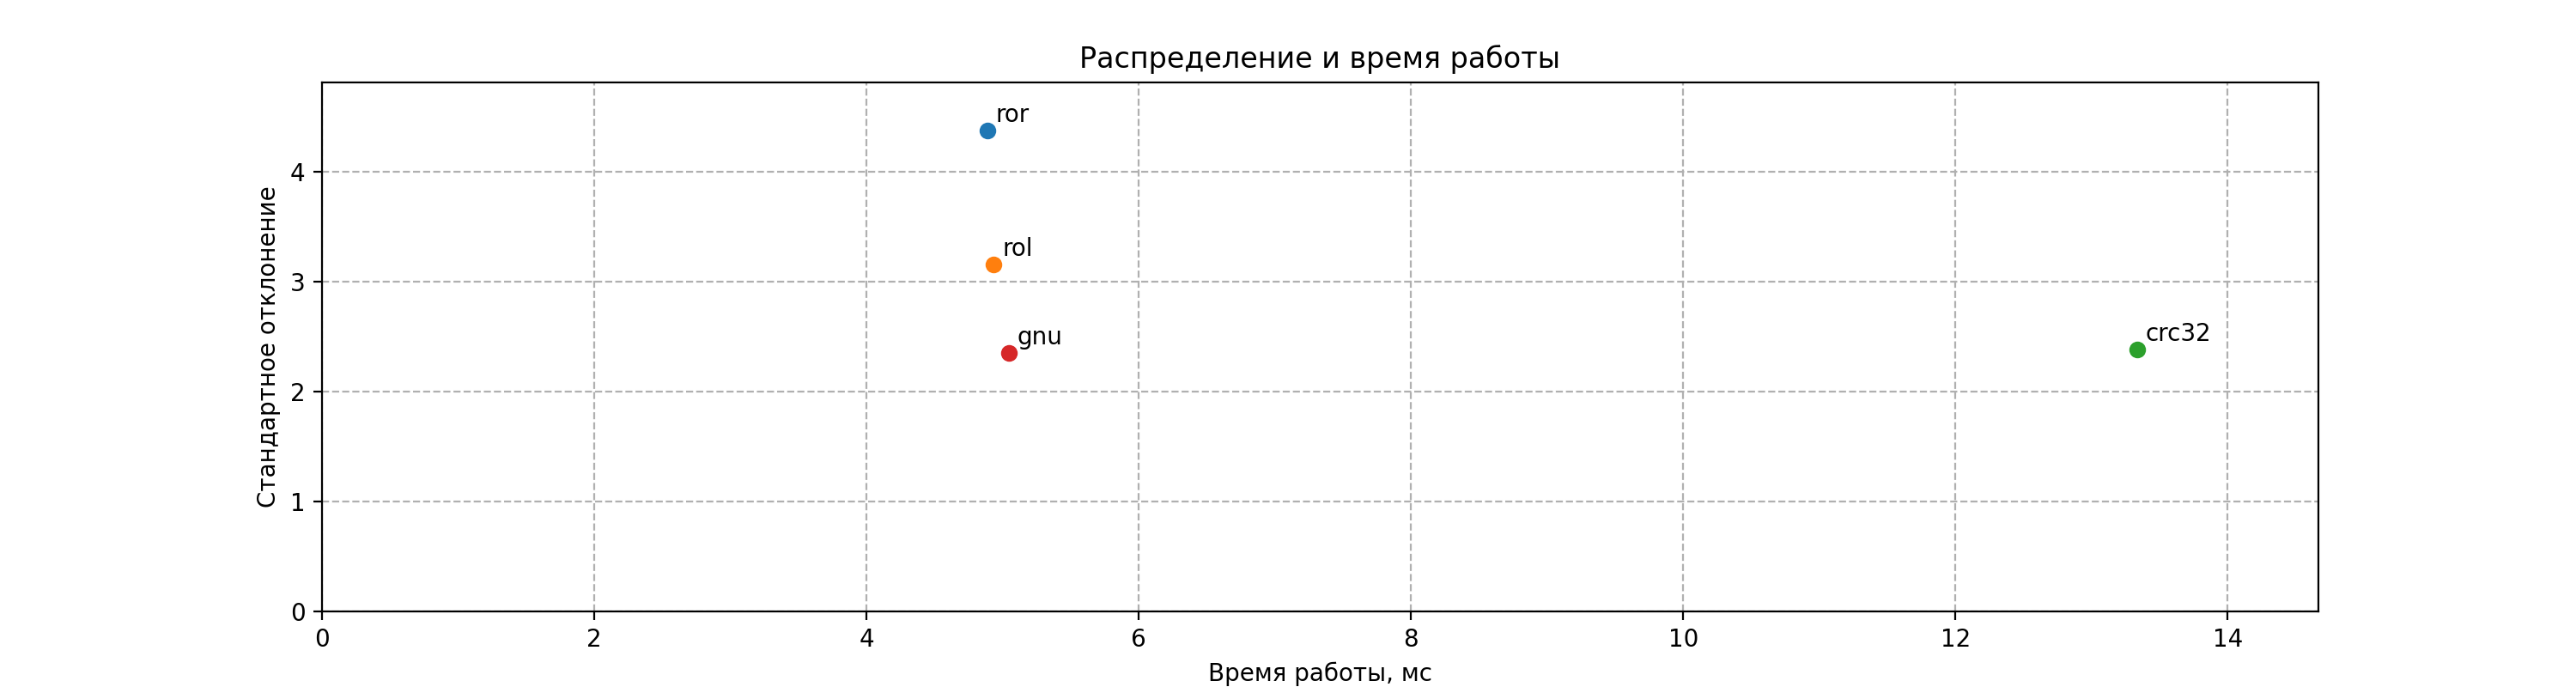 Распределение и время работы
ror
4
Стандартное отклонение
rol
3
gnu
crc32
2
1
0
0 2 4 6 8 10 12 14
Время работы, мс